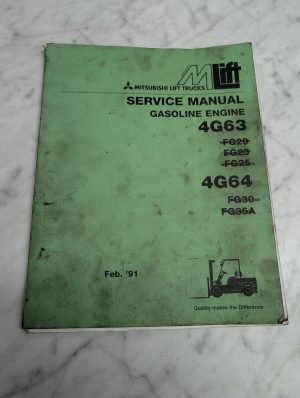 MLift
MITSUBISHI LIFT TRUCKS
SERVICE MANUAL
GASOLINE ENGINE
4G63
FG20
FG23
FG25
4G64
FG30
FG35A
Feb. '91
Quality makes the Difference